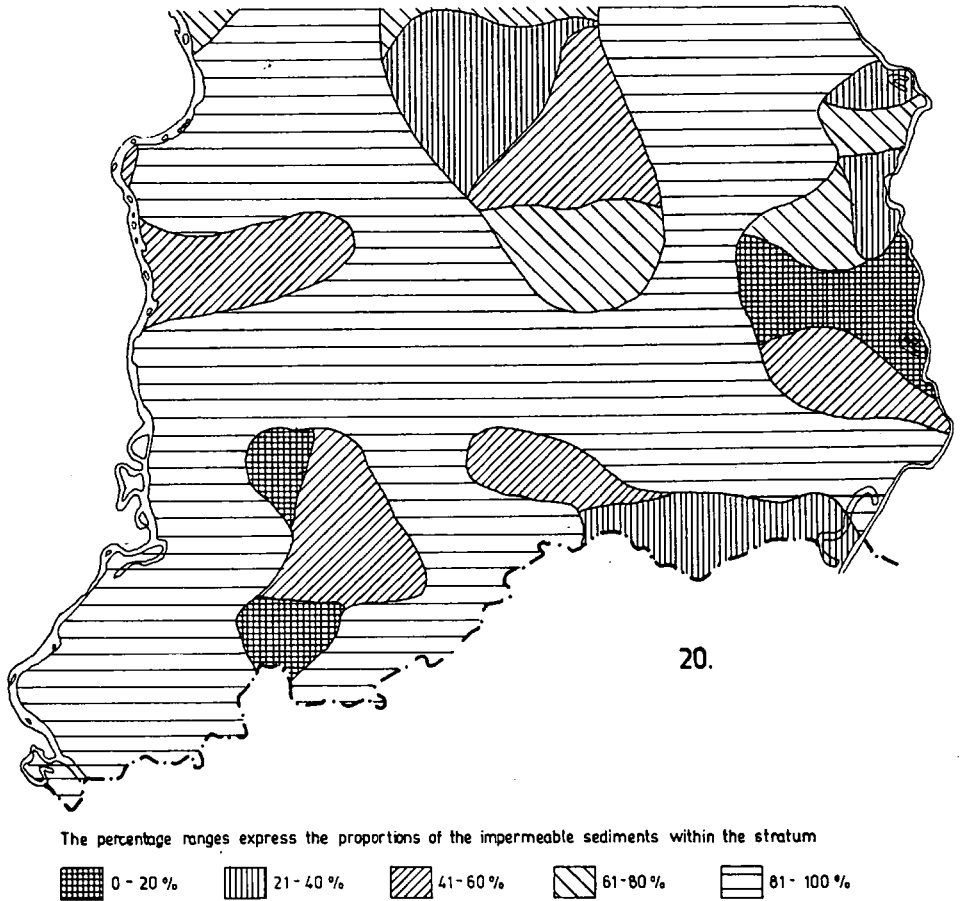 20.
The percentage ranges express the proportions of the impermeable sediments within the stratum
0 - 20 % 21 - 40 % 41 - 60 % 61 - 80 % 81 - 100 %